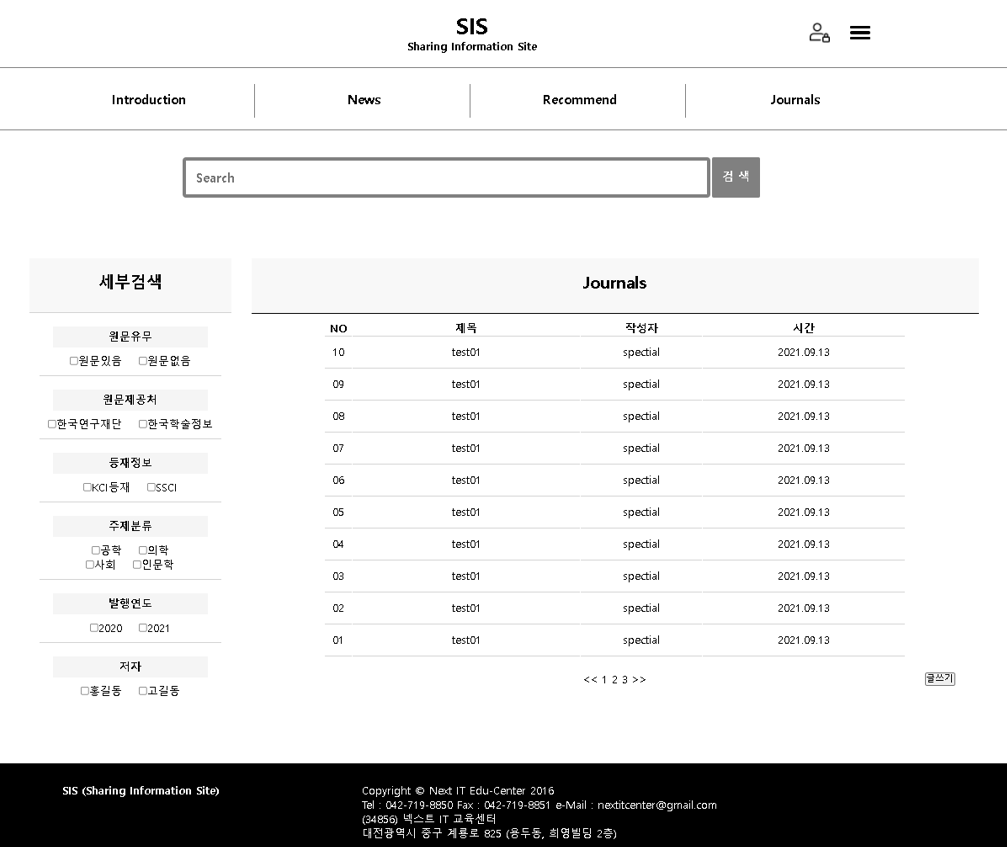 SIS
Sharing Information Site
Introduction
News
Recommend
Journals
Search
검 색
세부검색
원문유무
원문있음 원문없음
원문제공처
한국연구재단 한국학술정보
등재정보
KCI등재 SSCI
주제분류
공학 의학
사회 인문학
발행연도
2020 2021
저자
홍길동 고길동
Journals
NO 제목 작성자 시간
10 test01 spectial 2021.09.13
09 test01 spectial 2021.09.13
08 test01 spectial 2021.09.13
07 test01 spectial 2021.09.13
06 test01 spectial 2021.09.13
05 test01 spectial 2021.09.13
04 test01 spectial 2021.09.13
03 test01 spectial 2021.09.13
02 test01 spectial 2021.09.13
01 test01 spectial 2021.09.13
<< 1 2 3 >>
글쓰기
SIS (Sharing Information Site)
Copyright © Next IT Edu-Center 2016
Tel : 042-719-8850 Fax : 042-719-8851 e-Mail : nextitcenter@gmail.com
(34856) 넥스트 IT 교육센터
대전광역시 중구 계룡로 825 (용두동, 희영빌딩 2층)